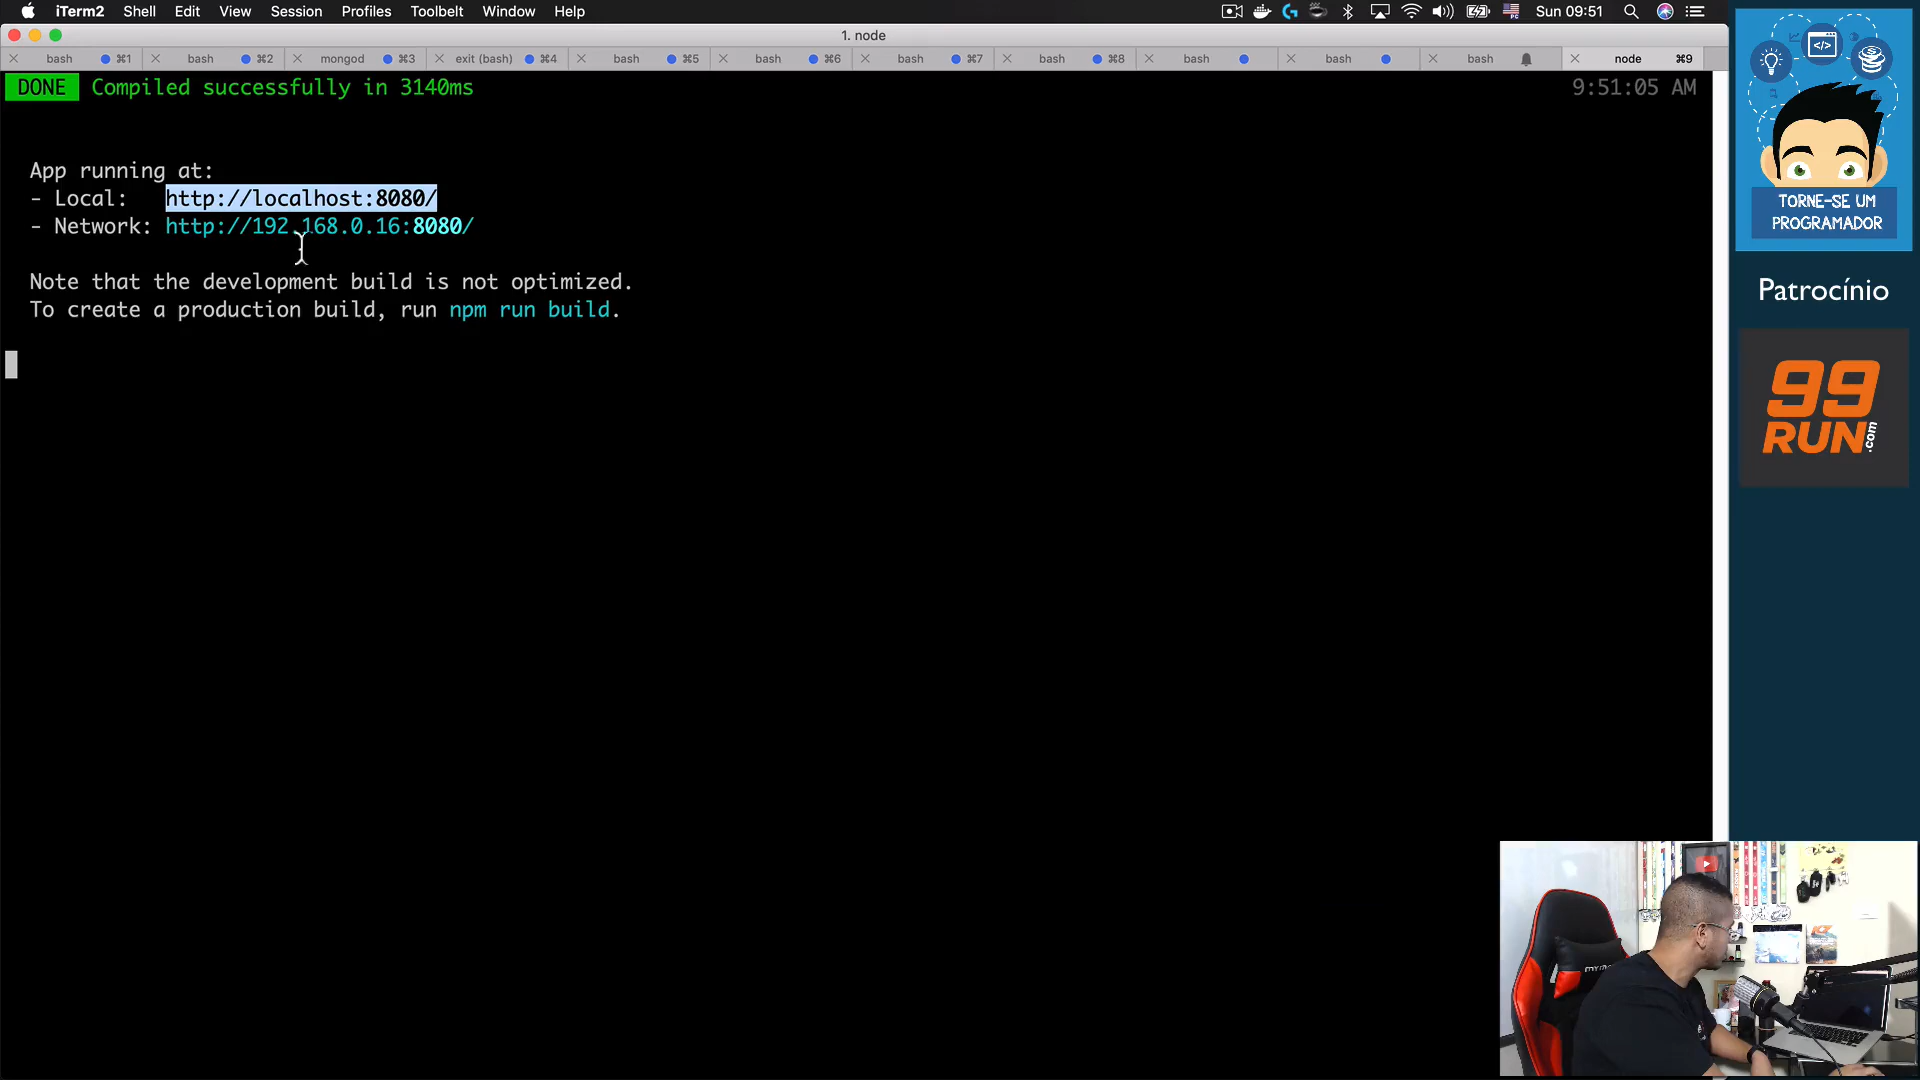 iTerm2 Shell Edit View Session Profiles Toolbelt Window Help Sun 09:51
1. node
bash ⌘1 bash ⌘2 mongod ⌘3 exit (bash) ⌘4 bash ⌘5 bash ⌘6 bash ⌘7 bash ⌘8 bash bash bash node ⌘9
DONE Compiled successfully in 3140ms 9:51:05 AM
App running at:
- Local: http://localhost:8080/
- Network: http://192.168.0.16:8080/
Note that the development build is not optimized.
To create a production build, run npm run build.
</>
TORNE-SE UM
PROGRAMADOR
Patrocínio
99
RUN.com